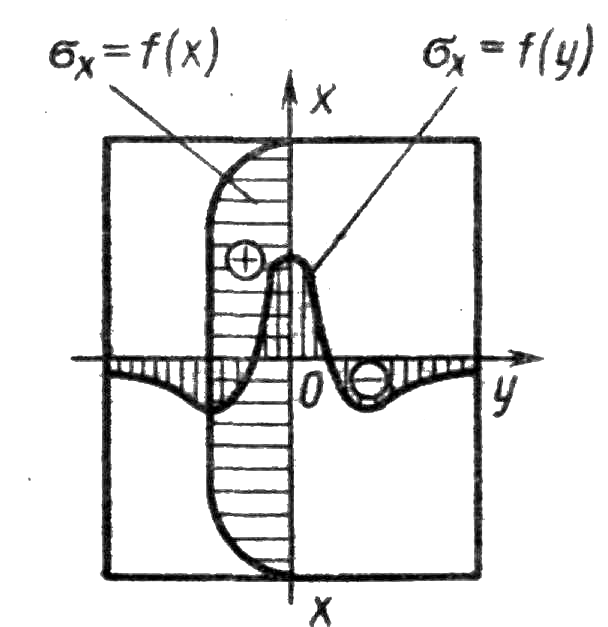 σₓ = f(x)
σₓ = f(y)
x
+
−
0
y
x